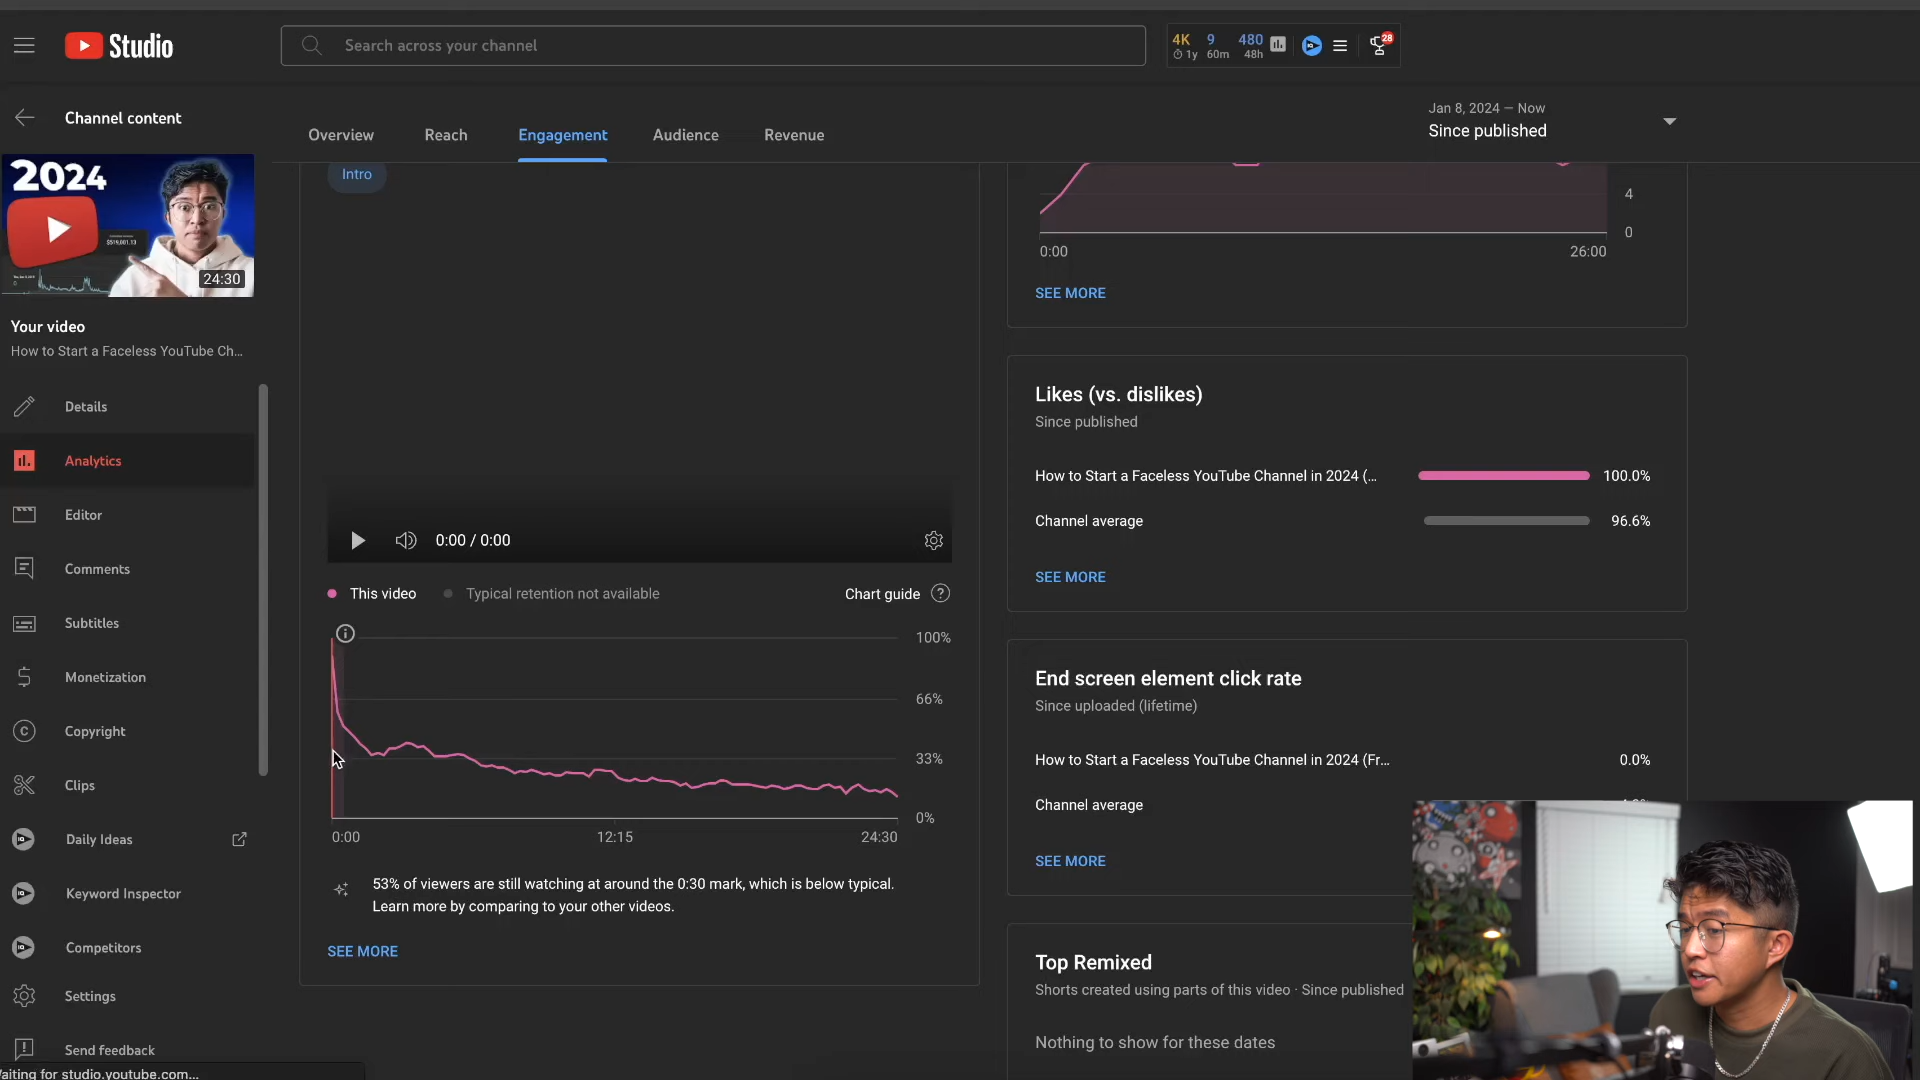 Studio
Search across your channel
4K 9 480
1y 60m 48h
28
Channel content
Overview Reach Engagement Audience Revenue
Jan 8, 2024 – Now
Since published
2024
$519,001.13
24:30
Your video
How to Start a Faceless YouTube Ch...
Details
Analytics
Editor
Comments
Subtitles
Monetization
Copyright
Clips
Daily Ideas
Keyword Inspector
Competitors
Settings
Send feedback
aiting for studio.youtube.com...
Intro
0:00 / 0:00
This video Typical retention not available Chart guide
100%
66%
33%
0%
0:00 12:15 24:30
53% of viewers are still watching at around the 0:30 mark, which is below typical.
Learn more by comparing to your other videos.
SEE MORE
4
0
0:00 26:00
SEE MORE
Likes (vs. dislikes)
Since published
How to Start a Faceless YouTube Channel in 2024 (... 100.0%
Channel average 96.6%
SEE MORE
End screen element click rate
Since uploaded (lifetime)
How to Start a Faceless YouTube Channel in 2024 (Fr... 0.0%
Channel average
SEE MORE
Top Remixed
Shorts created using parts of this video · Since published
Nothing to show for these dates